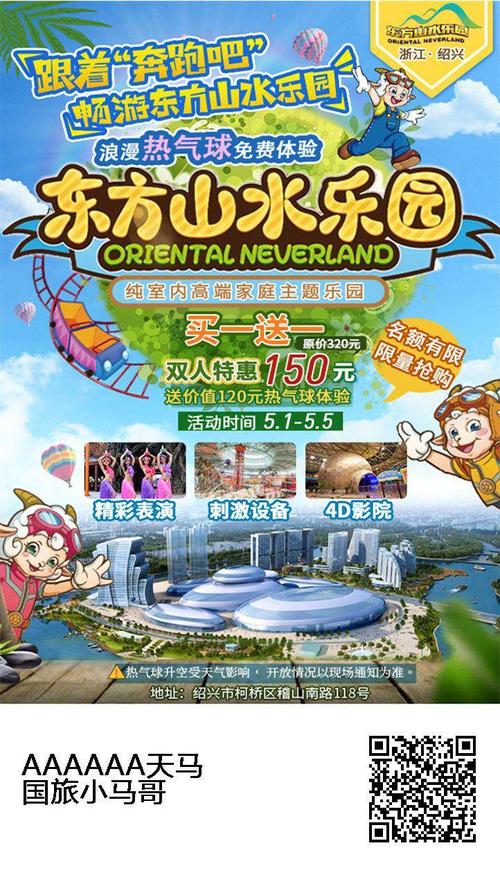 东方山水乐园
ORIENTAL NEVERLAND
浙江·绍兴
跟着“奔跑吧”
畅游东方山水乐园
浪漫热气球免费体验
东方山水乐园
ORIENTAL NEVERLAND
纯室内高端家庭主题乐园
买一送一
原价320元
双人特惠150元
送价值120元热气球体验
名额有限
限量抢购
活动时间 5.1-5.5
精彩表演 刺激设备 4D影院
热气球升空受天气影响，开放情况以现场通知为准。
地址：绍兴市柯桥区稽山南路118号
AAAAAA天马
国旅小马哥